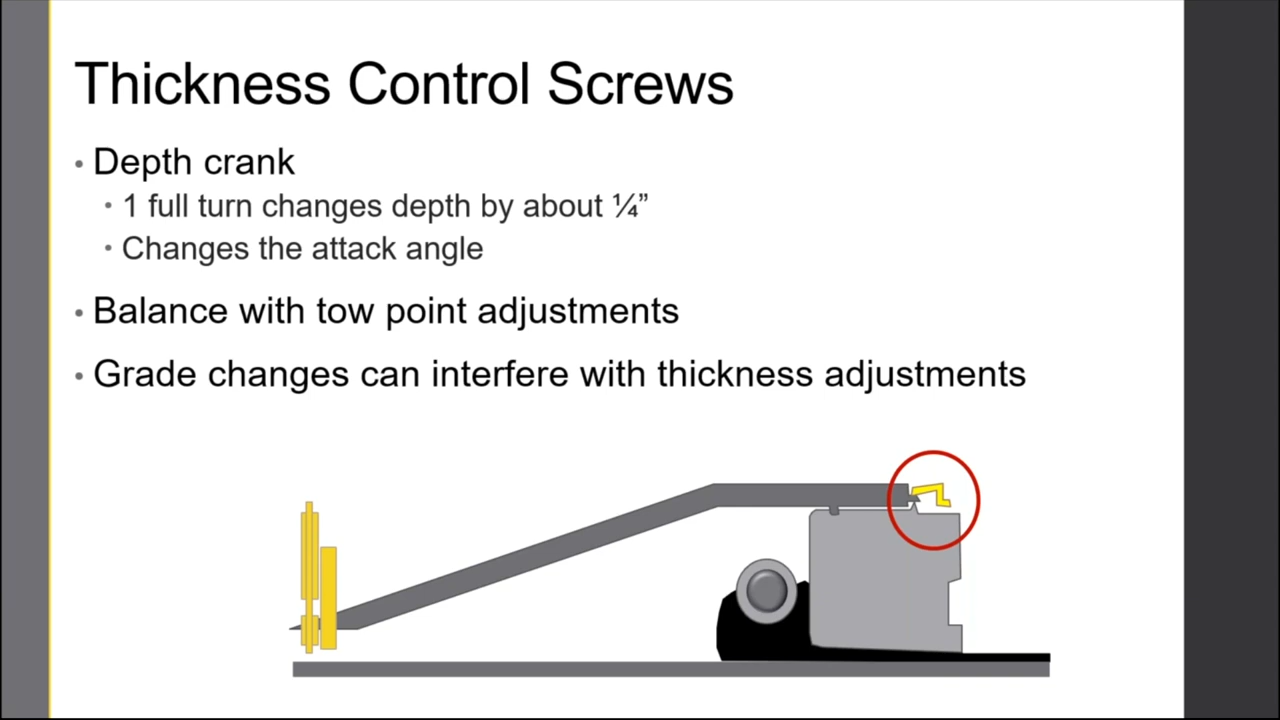 Thickness Control Screws
• Depth crank
• 1 full turn changes depth by about ¼”
• Changes the attack angle
• Balance with tow point adjustments
• Grade changes can interfere with thickness adjustments